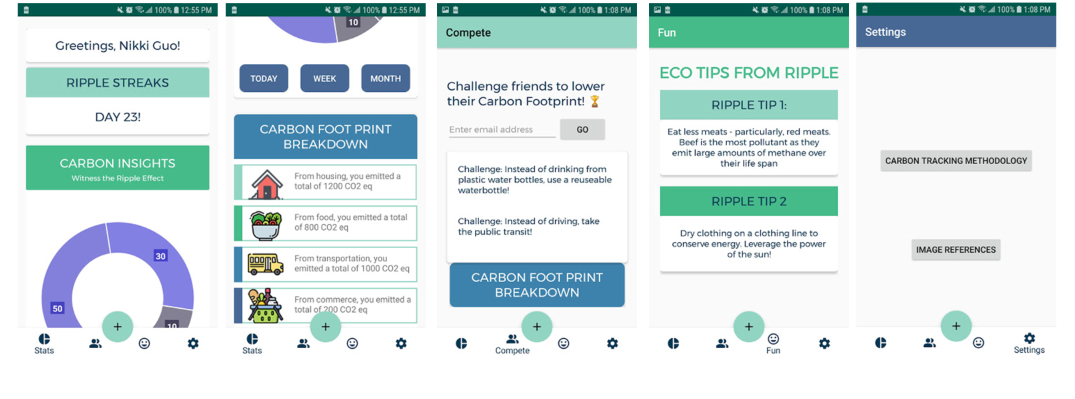 100% 12:55 PM
Greetings, Nikki Guo!
RIPPLE STREAKS
DAY 23!
CARBON INSIGHTS
Witness the Ripple Effect
30
50
10
+
Stats
100% 12:55 PM
10
TODAY
WEEK
MONTH
CARBON FOOT PRINT
BREAKDOWN
From housing, you emitted a
total of 1200 CO2 eq
From food, you emitted a total
of 800 CO2 eq
From transportation, you
emitted a total of 1000 CO2 eq
From commerce, you emitted a
total of 200 CO2 eq
+
Stats
100% 1:08 PM
Compete
Challenge friends to lower
their Carbon Footprint! 🏆
Enter email address
GO
Challenge: Instead of drinking from
plastic water bottles, use a reuseable
waterbottle!
Challenge: Instead of driving, take
the public transit!
CARBON FOOT PRINT
BREAKDOWN
+
Compete
100% 1:08 PM
Fun
ECO TIPS FROM RIPPLE
RIPPLE TIP 1:
Eat less meats - particularly, red meats.
Beef is the most pollutant as they
emit large amounts of methane over
their life span
RIPPLE TIP 2
Dry clothing on a clothing line to
conserve energy. Leverage the power
of the sun!
+
Fun
100% 1:08 PM
Settings
CARBON TRACKING METHODOLOGY
IMAGE REFERENCES
+
Settings